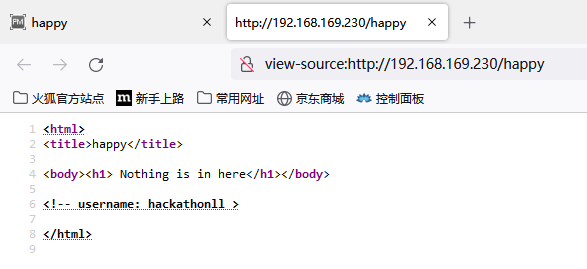 happy
http://192.168.169.230/happy
view-source:http://192.168.169.230/happy
火狐官方站点 新手上路 常用网址 京东商城 控制面板
1 <html>
2 <title>happy</title>
3
4 <body><h1> Nothing is in here</h1></body>
5
6 <!-- username: hackathonll >
7
8 </html>
9